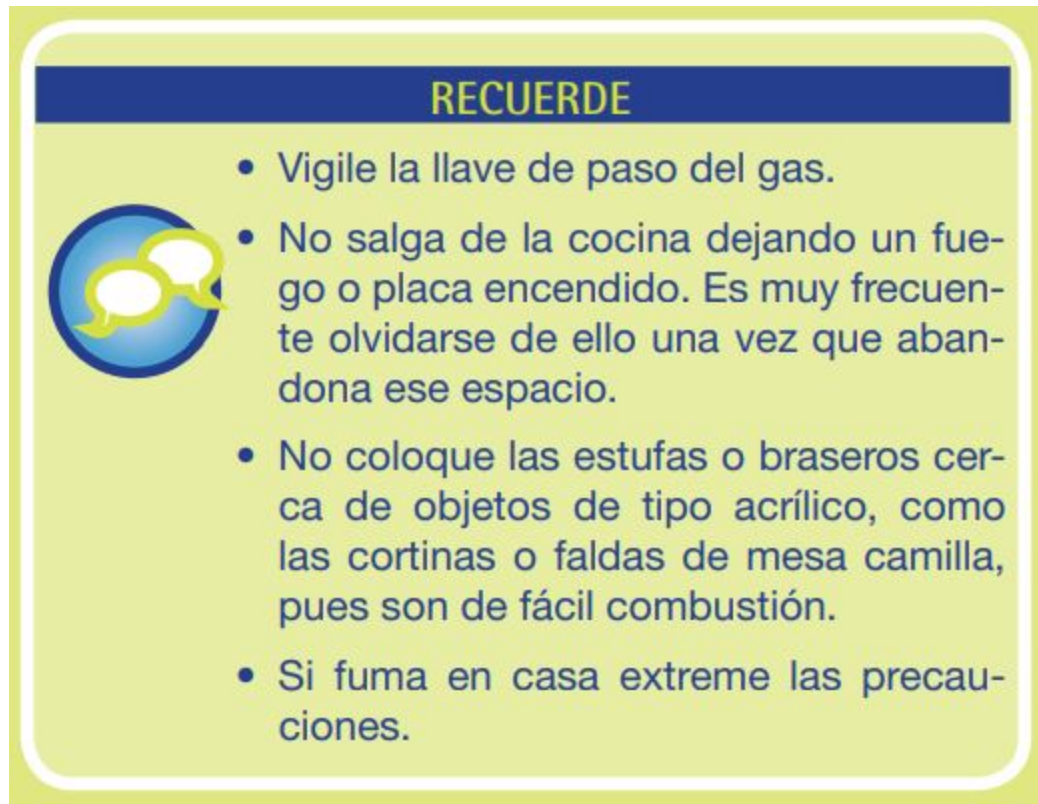 RECUERDE
• Vigile la llave de paso del gas.
• No salga de la cocina dejando un fue-
go o placa encendido. Es muy frecuen-
te olvidarse de ello una vez que aban-
dona ese espacio.
• No coloque las estufas o braseros cer-
ca de objetos de tipo acrílico, como
las cortinas o faldas de mesa camilla,
pues son de fácil combustión.
• Si fuma en casa extreme las precau-
ciones.